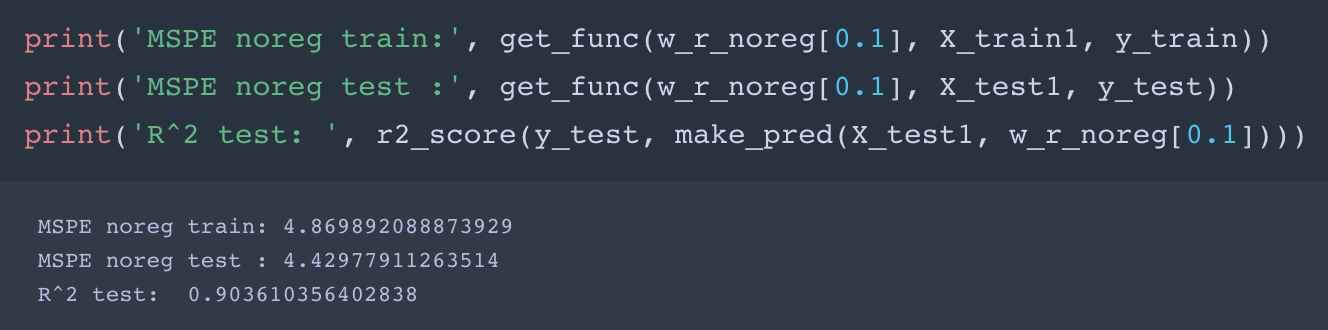 print('MSPE noreg train:', get_func(w_r_noreg[0.1], X_train1, y_train))
print('MSPE noreg test :', get_func(w_r_noreg[0.1], X_test1, y_test))
print('R^2 test: ', r2_score(y_test, make_pred(X_test1, w_r_noreg[0.1])))
MSPE noreg train: 4.869892088873929
MSPE noreg test : 4.42977911263514
R^2 test:  0.903610356402838